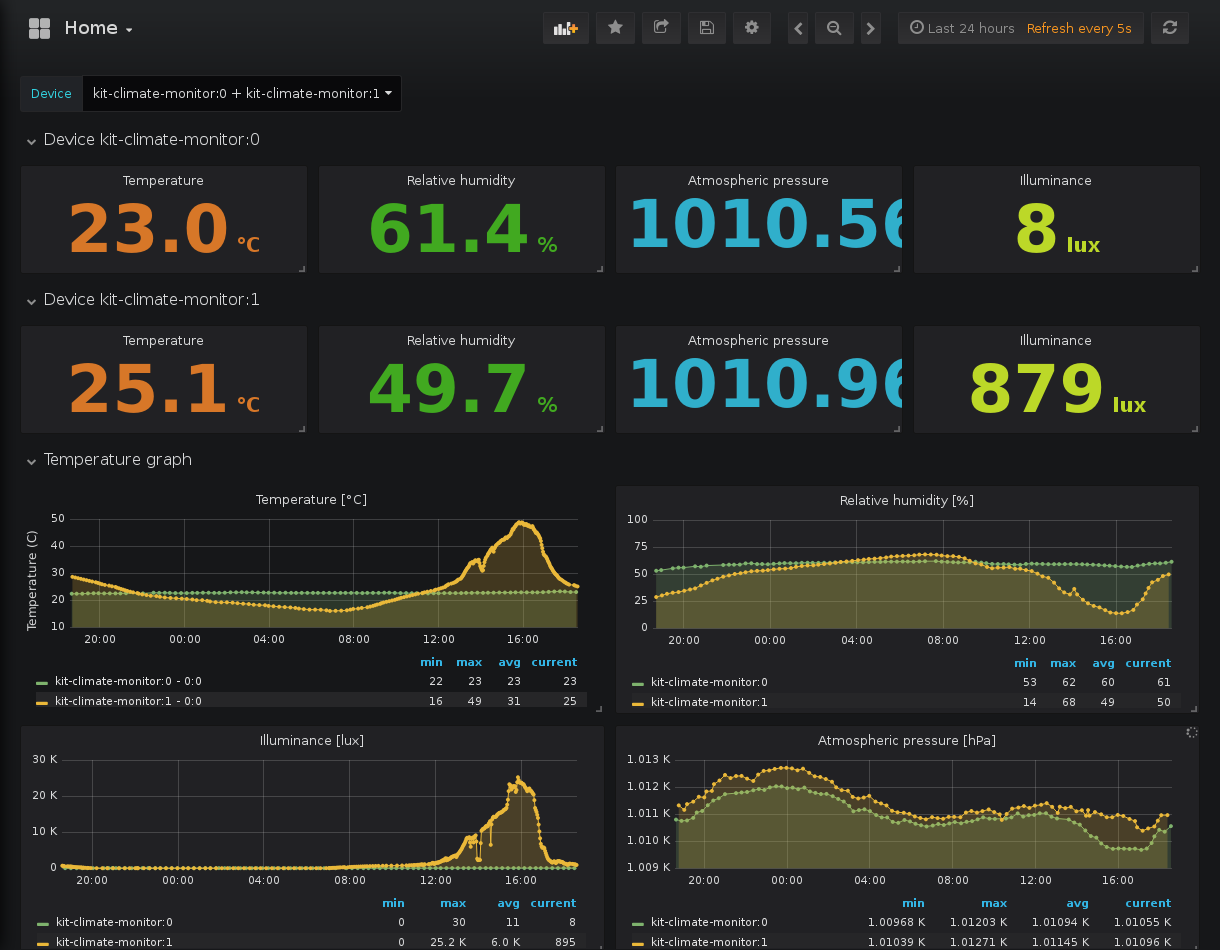 Home
Last 24 hours Refresh every 5s
Device kit-climate-monitor:0 + kit-climate-monitor:1
Device kit-climate-monitor:0
Temperature Relative humidity Atmospheric pressure Illuminance
23.0 °C 61.4 % 1010.56 8 lux
Device kit-climate-monitor:1
Temperature Relative humidity Atmospheric pressure Illuminance
25.1 °C 49.7 % 1010.96 879 lux
Temperature graph
Temperature [°C]
Temperature (C)
50
40
30
20
10
20:00 00:00 04:00 08:00 12:00 16:00
min max avg current
kit-climate-monitor:0 - 0:0 22 23 23 23
kit-climate-monitor:1 - 0:0 16 49 31 25
Relative humidity [%]
100
75
50
25
0
20:00 00:00 04:00 08:00 12:00 16:00
min max avg current
kit-climate-monitor:0 53 62 60 61
kit-climate-monitor:1 14 68 49 50
Illuminance [lux]
30 K
20 K
10 K
0
20:00 00:00 04:00 08:00 12:00 16:00
min max avg current
kit-climate-monitor:0 0 30 11 8
kit-climate-monitor:1 0 25.2 K 6.0 K 895
Atmospheric pressure [hPa]
1.013 K
1.012 K
1.011 K
1.010 K
1.009 K
20:00 00:00 04:00 08:00 12:00 16:00
min max avg current
kit-climate-monitor:0 1.00968 K 1.01203 K 1.01094 K 1.01055 K
kit-climate-monitor:1 1.01039 K 1.01271 K 1.01145 K 1.01096 K